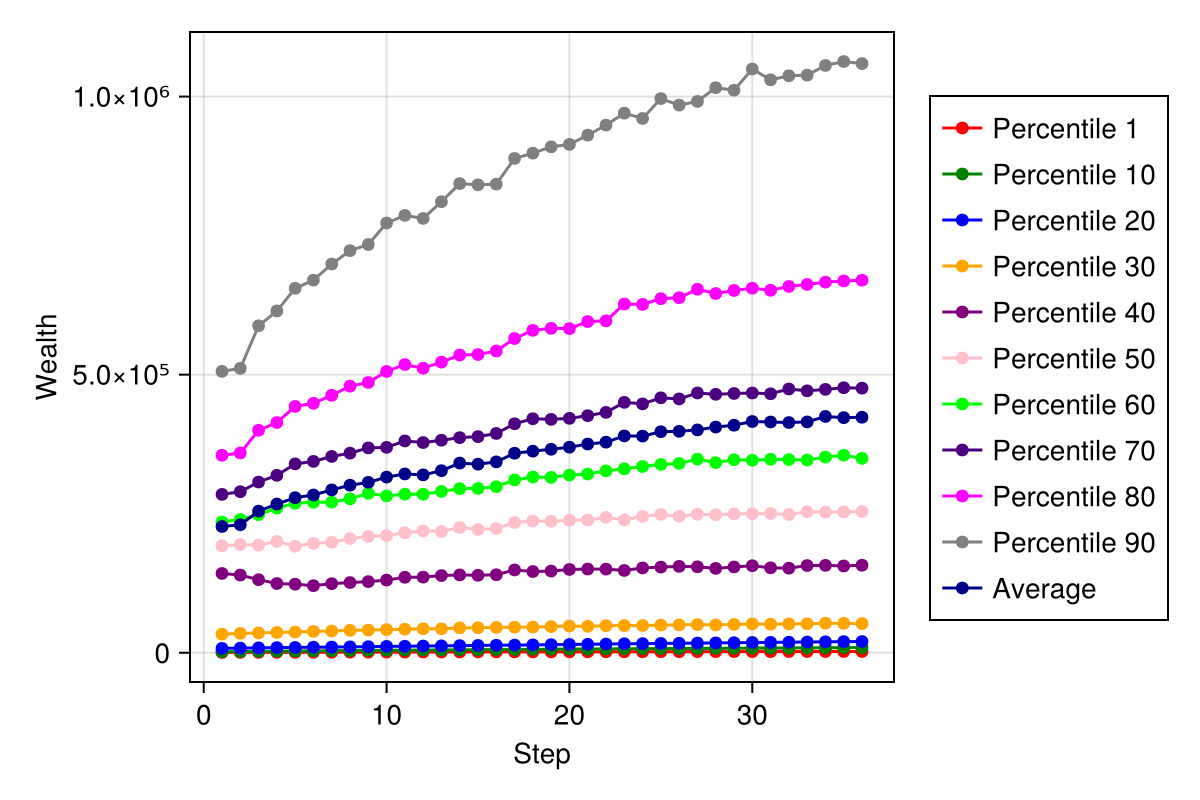 1.0×10⁶
5.0×10⁵
0
Wealth
0 10 20 30
Step
Percentile 1
Percentile 10
Percentile 20
Percentile 30
Percentile 40
Percentile 50
Percentile 60
Percentile 70
Percentile 80
Percentile 90
Average